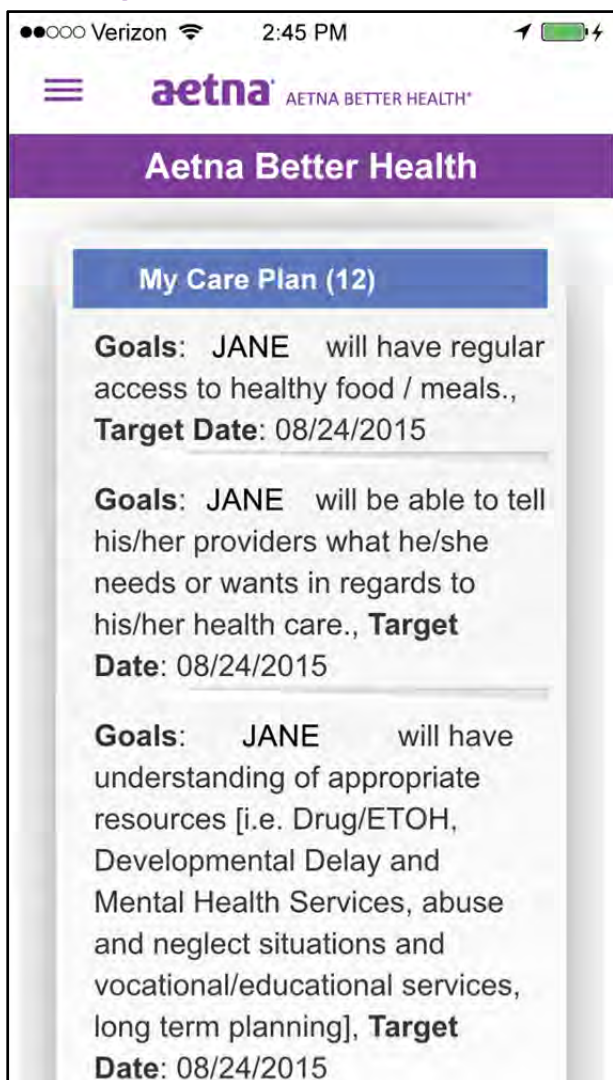 Verizon 2:45 PM
aetna AETNA BETTER HEALTH
Aetna Better Health
My Care Plan (12)
Goals: JANE will have regular
access to healthy food / meals.,
Target Date: 08/24/2015
Goals: JANE will be able to tell
his/her providers what he/she
needs or wants in regards to
his/her health care., Target
Date: 08/24/2015
Goals: JANE will have
understanding of appropriate
resources [i.e. Drug/ETOH,
Developmental Delay and
Mental Health Services, abuse
and neglect situations and
vocational/educational services,
long term planning], Target
Date: 08/24/2015